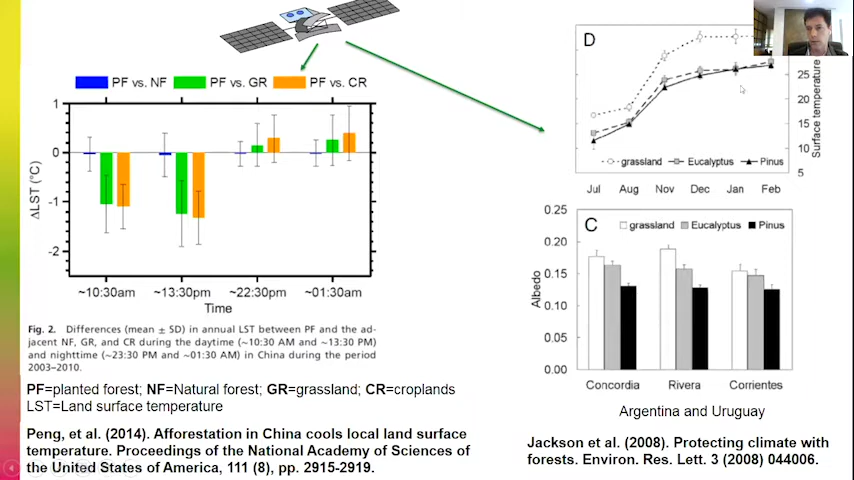 PF vs. NF PF vs. GR PF vs. CR
1
0
-1
-2
ΔLST (°C)
~10:30am ~13:30pm ~22:30pm ~01:30am
Time
Fig. 2. Differences (mean ± SD) in annual LST between PF and the ad-
jacent NF, GR, and CR during the daytime (~10:30 AM and ~13:30 PM)
and nighttime (~23:30 PM and ~01:30 AM) in China during the period
2003–2010.
PF=planted forest; NF=Natural forest; GR=grassland; CR=croplands
LST=Land surface temperature
Peng, et al. (2014). Afforestation in China cools local land surface
temperature. Proceedings of the National Academy of Sciences of
the United States of America, 111 (8), pp. 2915-2919.
D
25
20
15
10
5
Surface temperature
grassland Eucalyptus Pinus
Jul Aug Nov Dec Jan Feb
C
grassland Eucalyptus Pinus
0.25
0.20
0.15
0.10
0.05
0.00
Albedo
Concordia Rivera Corrientes
Argentina and Uruguay
Jackson et al. (2008). Protecting climate with
forests. Environ. Res. Lett. 3 (2008) 044006.